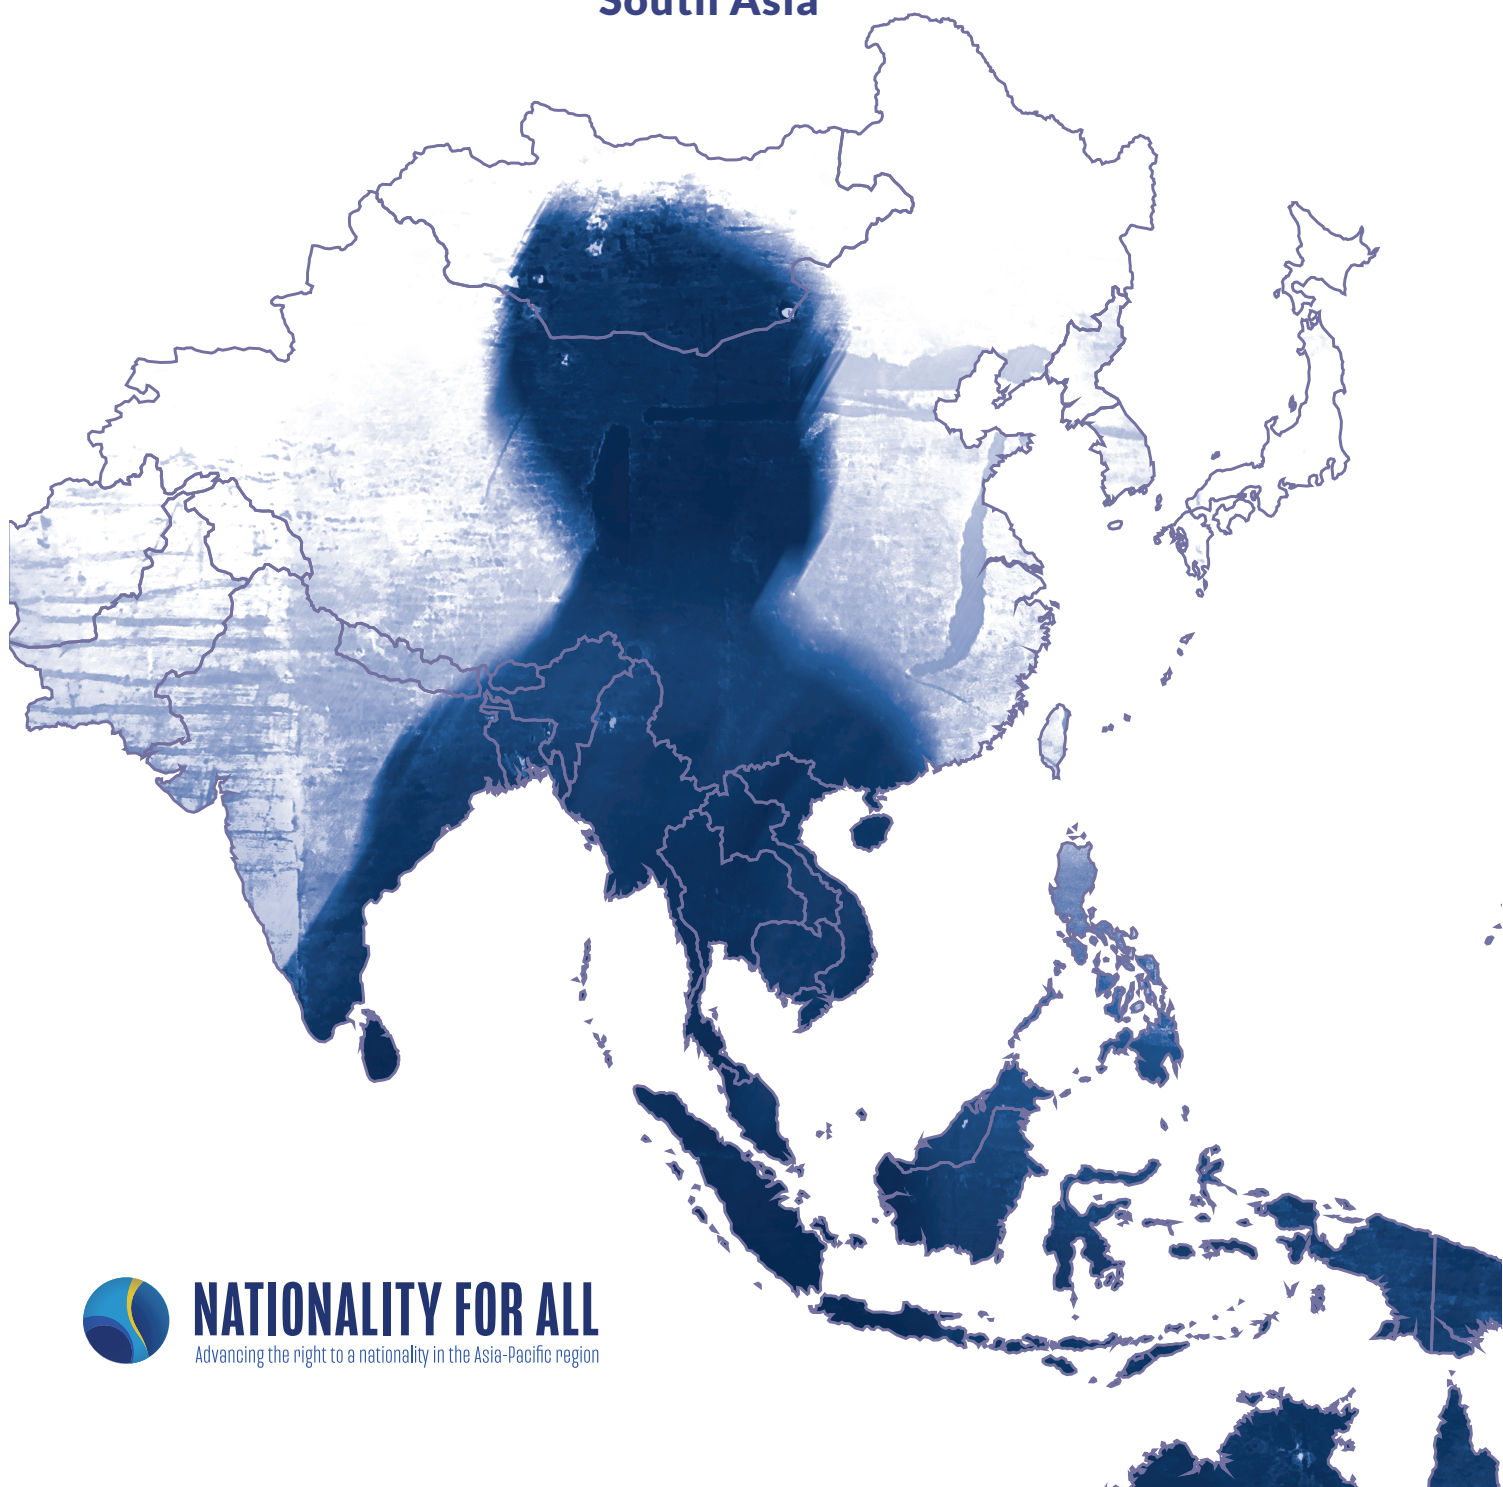 South Asia
NATIONALITY FOR ALL
Advancing the right to a nationality in the Asia-Pacific region